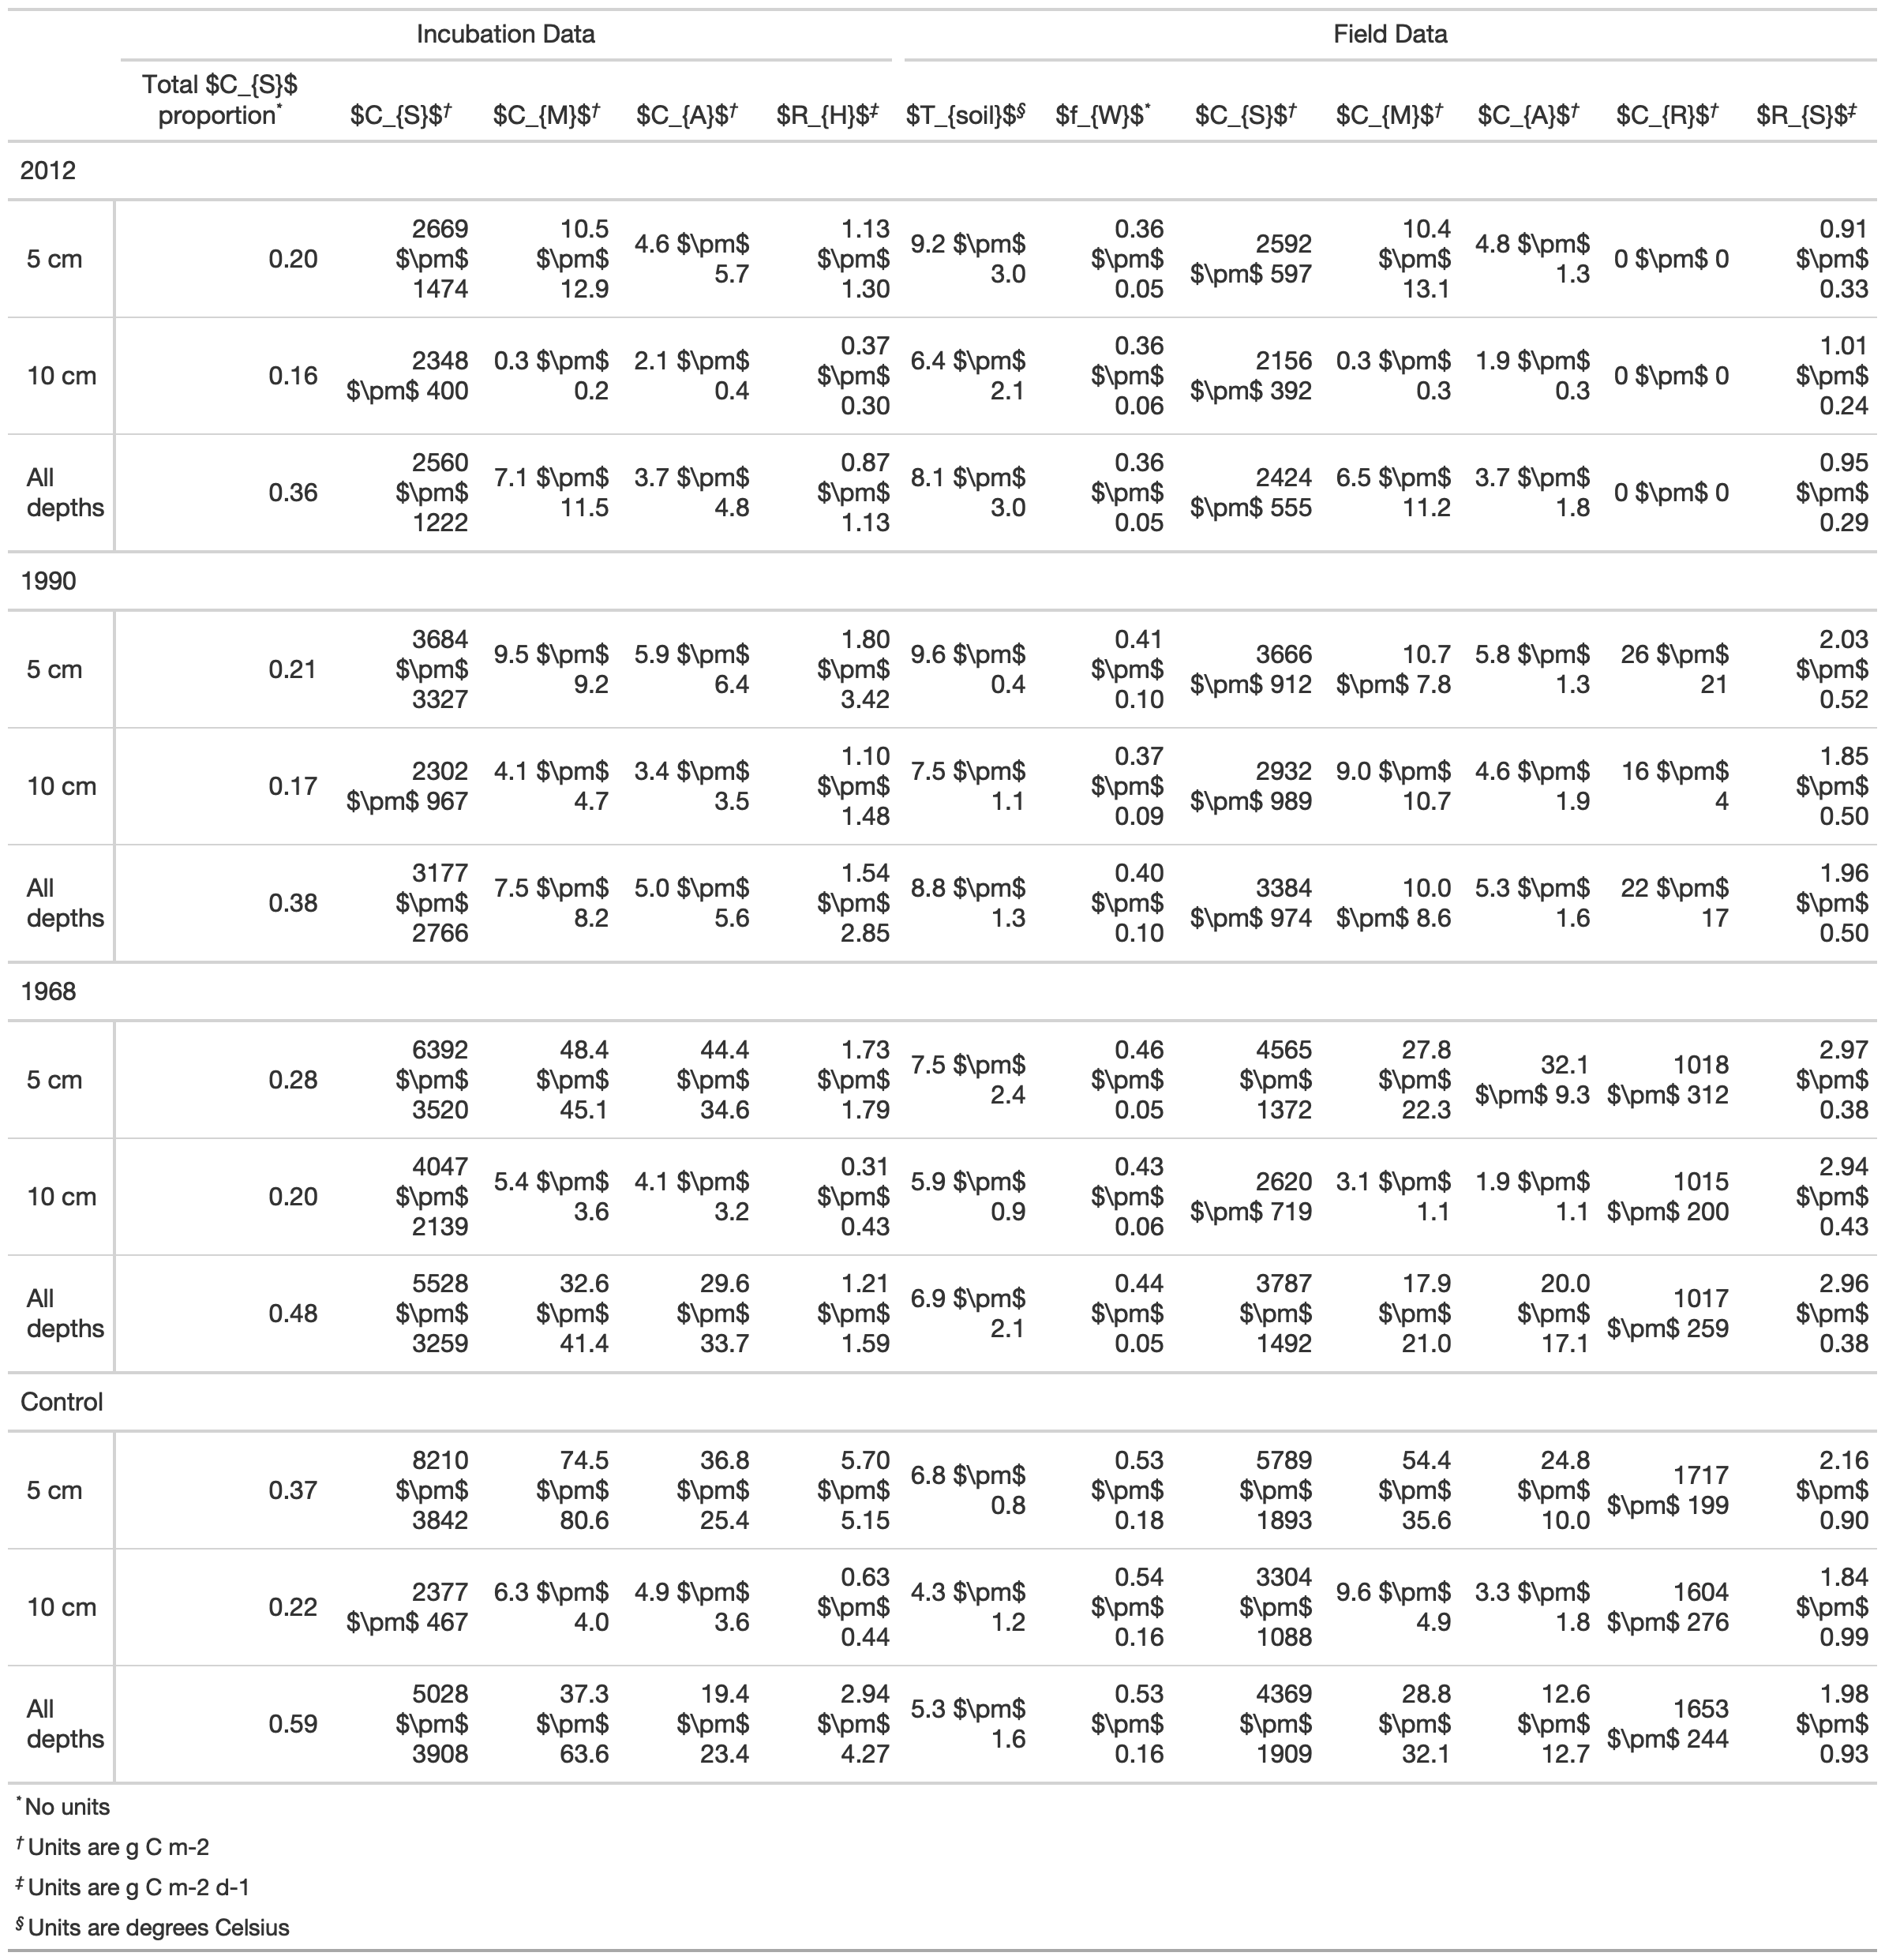 Incubation Data Field Data
Total $C_{S}$
proportion* $C_{S}$† $C_{M}$† $C_{A}$† $R_{H}$‡ $T_{soil}$§ $f_{W}$* $C_{S}$† $C_{M}$† $C_{A}$† $C_{R}$† $R_{S}$‡
2012
5 cm 0.20 2669 $\pm$ 1474 10.5 $\pm$ 12.9 4.6 $\pm$ 5.7 1.13 $\pm$ 1.30 9.2 $\pm$ 3.0 0.36 $\pm$ 0.05 2592 $\pm$ 597 10.4 $\pm$ 13.1 4.8 $\pm$ 1.3 0 $\pm$ 0 0.91 $\pm$ 0.33
10 cm 0.16 2348 $\pm$ 400 0.3 $\pm$ 0.2 2.1 $\pm$ 0.4 0.37 $\pm$ 0.30 6.4 $\pm$ 2.1 0.36 $\pm$ 0.06 2156 $\pm$ 392 0.3 $\pm$ 0.3 1.9 $\pm$ 0.3 0 $\pm$ 0 1.01 $\pm$ 0.24
All depths 0.36 2560 $\pm$ 1222 7.1 $\pm$ 11.5 3.7 $\pm$ 4.8 0.87 $\pm$ 1.13 8.1 $\pm$ 3.0 0.36 $\pm$ 0.05 2424 $\pm$ 555 6.5 $\pm$ 11.2 3.7 $\pm$ 1.8 0 $\pm$ 0 0.95 $\pm$ 0.29
1990
5 cm 0.21 3684 $\pm$ 3327 9.5 $\pm$ 9.2 5.9 $\pm$ 6.4 1.80 $\pm$ 3.42 9.6 $\pm$ 0.4 0.41 $\pm$ 0.10 3666 $\pm$ 912 10.7 $\pm$ 7.8 5.8 $\pm$ 1.3 26 $\pm$ 21 2.03 $\pm$ 0.52
10 cm 0.17 2302 $\pm$ 967 4.1 $\pm$ 4.7 3.4 $\pm$ 3.5 1.10 $\pm$ 1.48 7.5 $\pm$ 1.1 0.37 $\pm$ 0.09 2932 $\pm$ 989 9.0 $\pm$ 10.7 4.6 $\pm$ 1.9 16 $\pm$ 4 1.85 $\pm$ 0.50
All depths 0.38 3177 $\pm$ 2766 7.5 $\pm$ 8.2 5.0 $\pm$ 5.6 1.54 $\pm$ 2.85 8.8 $\pm$ 1.3 0.40 $\pm$ 0.10 3384 $\pm$ 974 10.0 $\pm$ 8.6 5.3 $\pm$ 1.6 22 $\pm$ 17 1.96 $\pm$ 0.50
1968
5 cm 0.28 6392 $\pm$ 3520 48.4 $\pm$ 45.1 44.4 $\pm$ 34.6 1.73 $\pm$ 1.79 7.5 $\pm$ 2.4 0.46 $\pm$ 0.05 4565 $\pm$ 1372 27.8 $\pm$ 22.3 32.1 $\pm$ 9.3 1018 $\pm$ 312 2.97 $\pm$ 0.38
10 cm 0.20 4047 $\pm$ 2139 5.4 $\pm$ 3.6 4.1 $\pm$ 3.2 0.31 $\pm$ 0.43 5.9 $\pm$ 0.9 0.43 $\pm$ 0.06 2620 $\pm$ 719 3.1 $\pm$ 1.1 1.9 $\pm$ 1.1 1015 $\pm$ 200 2.94 $\pm$ 0.43
All depths 0.48 5528 $\pm$ 3259 32.6 $\pm$ 41.4 29.6 $\pm$ 33.7 1.21 $\pm$ 1.59 6.9 $\pm$ 2.1 0.44 $\pm$ 0.05 3787 $\pm$ 1492 17.9 $\pm$ 21.0 20.0 $\pm$ 17.1 1017 $\pm$ 259 2.96 $\pm$ 0.38
Control
5 cm 0.37 8210 $\pm$ 3842 74.5 $\pm$ 80.6 36.8 $\pm$ 25.4 5.70 $\pm$ 5.15 6.8 $\pm$ 0.8 0.53 $\pm$ 0.18 5789 $\pm$ 1893 54.4 $\pm$ 35.6 24.8 $\pm$ 10.0 1717 $\pm$ 199 2.16 $\pm$ 0.90
10 cm 0.22 2377 $\pm$ 467 6.3 $\pm$ 4.0 4.9 $\pm$ 3.6 0.63 $\pm$ 0.44 4.3 $\pm$ 1.2 0.54 $\pm$ 0.16 3304 $\pm$ 1088 9.6 $\pm$ 4.9 3.3 $\pm$ 1.8 1604 $\pm$ 276 1.84 $\pm$ 0.99
All depths 0.59 5028 $\pm$ 3908 37.3 $\pm$ 63.6 19.4 $\pm$ 23.4 2.94 $\pm$ 4.27 5.3 $\pm$ 1.6 0.53 $\pm$ 0.16 4369 $\pm$ 1909 28.8 $\pm$ 32.1 12.6 $\pm$ 12.7 1653 $\pm$ 244 1.98 $\pm$ 0.93
* No units
† Units are g C m-2
‡ Units are g C m-2 d-1
§ Units are degrees Celsius